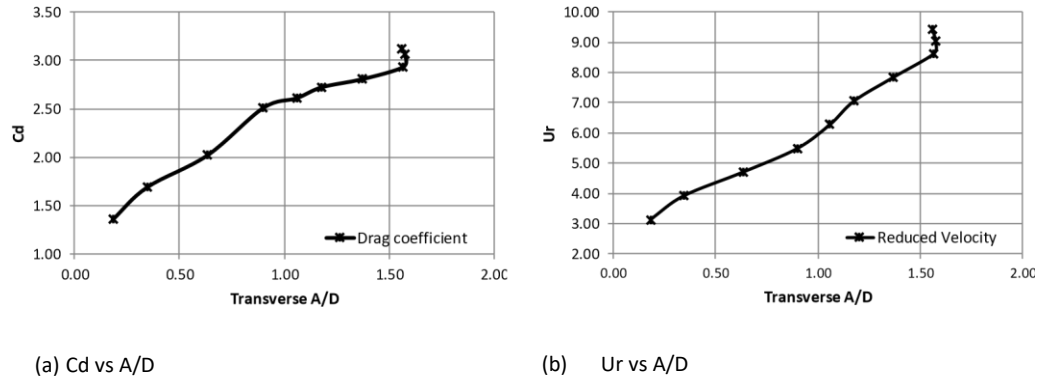 3.50
3.00
2.50
2.00
1.50
1.00
Cd
0.00 0.50 1.00 1.50 2.00
Transverse A/D
Drag coefficient
10.00
9.00
8.00
7.00
6.00
5.00
4.00
3.00
2.00
Ur
0.00 0.50 1.00 1.50 2.00
Transverse A/D
Reduced Velocity
(a) Cd vs A/D
(b) Ur vs A/D